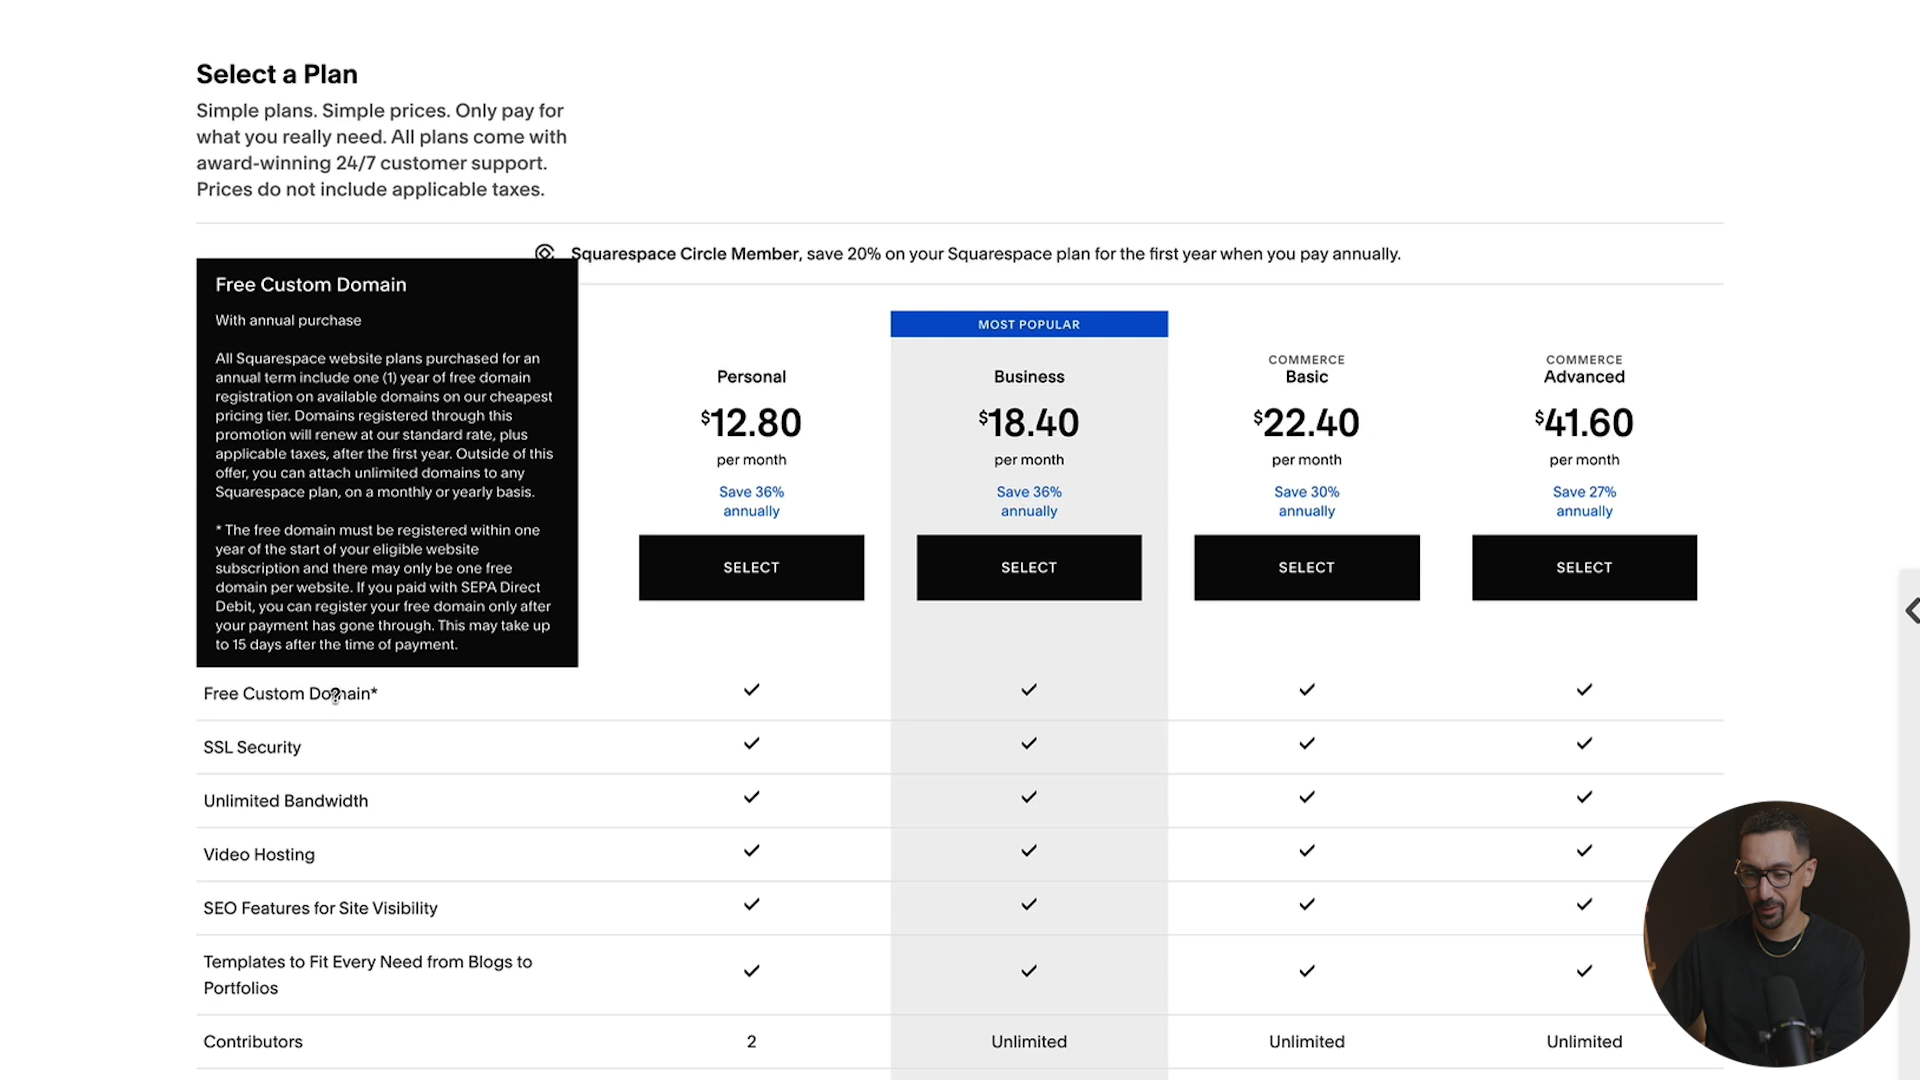 Select a Plan
Simple plans. Simple prices. Only pay for
what you really need. All plans come with
award-winning 24/7 customer support.
Prices do not include applicable taxes.
Squarespace Circle Member, save 20% on your Squarespace plan for the first year when you pay annually.
Free Custom Domain
With annual purchase
All Squarespace website plans purchased for an
annual term include one (1) year of free domain
registration on available domains on our cheapest
pricing tier. Domains registered through this
promotion will renew at our standard rate, plus
applicable taxes, after the first year. Outside of this
offer, you can attach unlimited domains to any
Squarespace plan, on a monthly or yearly basis.
* The free domain must be registered within one
year of the start of your eligible website
subscription and there may only be one free
domain per website. If you paid with SEPA Direct
Debit, you can register your free domain only after
your payment has gone through. This may take up
to 15 days after the time of payment.
MOST POPULAR
COMMERCE COMMERCE
Personal Business Basic Advanced
$12.80 $18.40 $22.40 $41.60
per month per month per month per month
Save 36% Save 36% Save 30% Save 27%
annually annually annually annually
SELECT SELECT SELECT SELECT
Free Custom Domain*
SSL Security
Unlimited Bandwidth
Video Hosting
SEO Features for Site Visibility
Templates to Fit Every Need from Blogs to
Portfolios
Contributors 2 Unlimited Unlimited Unlimited